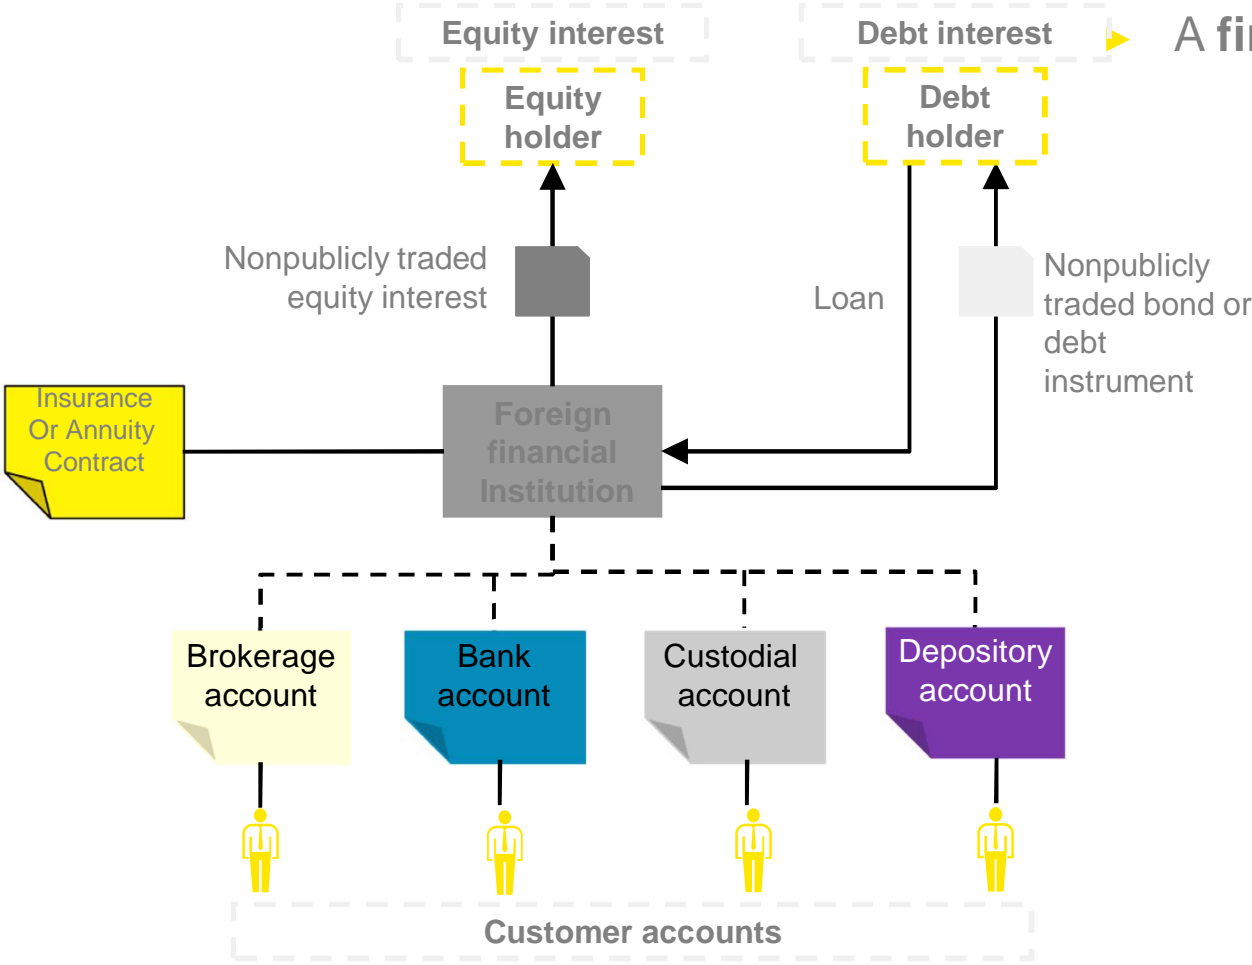 Equity interest
Debt interest
A fi
Equity
holder
Debt
holder
Nonpublicly traded
equity interest
Loan
Nonpublicly
traded bond or
debt
instrument
Insurance
Or Annuity
Contract
Foreign
financial
Institution
Brokerage
account
Bank
account
Custodial
account
Depository
account
Customer accounts